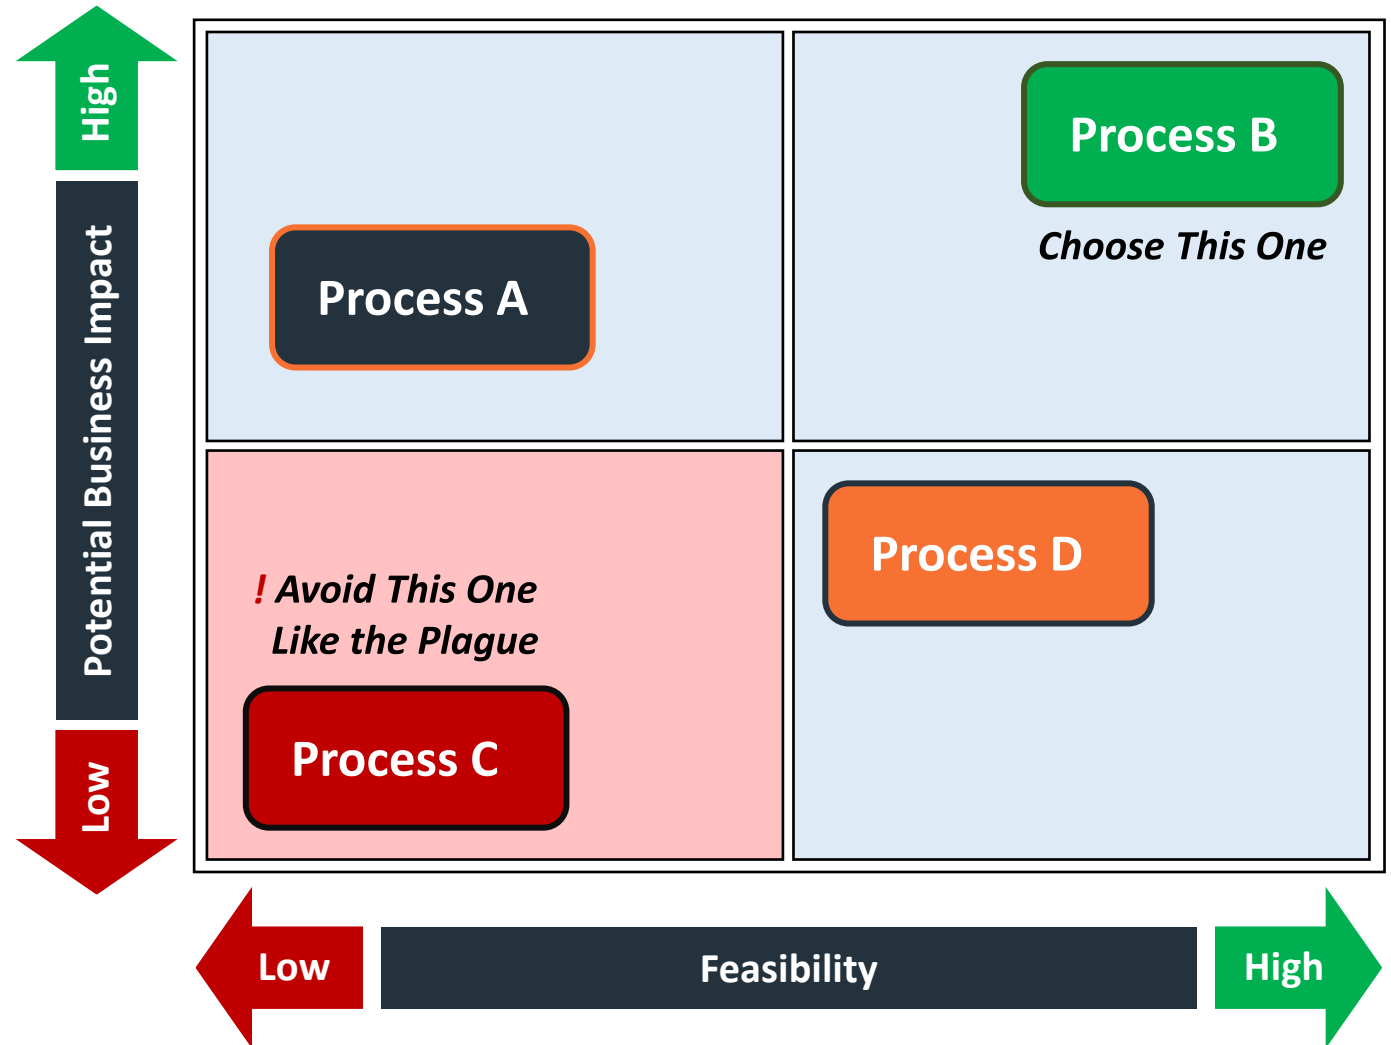 High
Potential Business Impact
Low
Process A
Process B
Choose This One
! Avoid This One
Like the Plague
Process C
Process D
Low
Feasibility
High